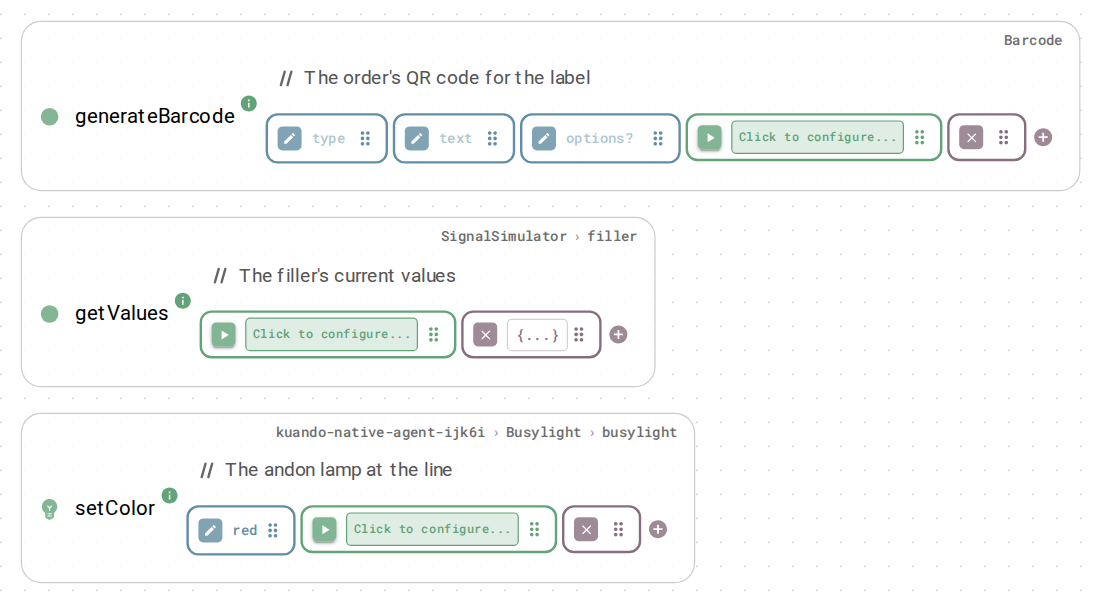 Barcode
// The order's QR code for the label
generateBarcode
type text options? Click to configure...
SignalSimulator › filler
// The filler's current values
getValues
Click to configure... {...}
kuando-native-agent-ijk6i › Busylight › busylight
// The andon lamp at the line
setColor
red Click to configure...